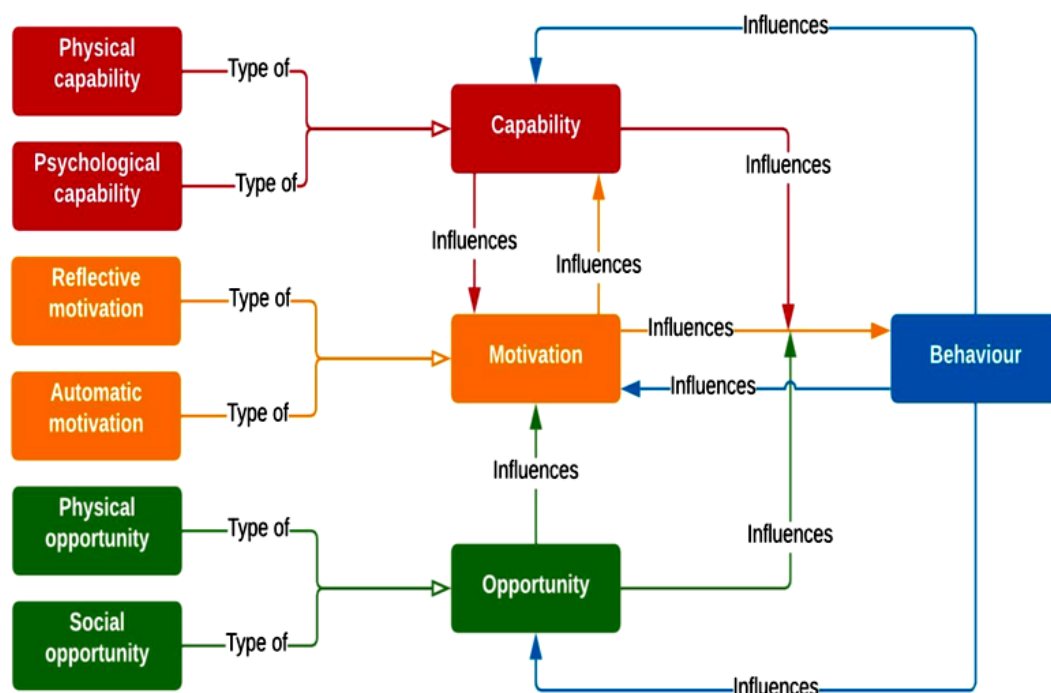 Influences
Physical
capability
Type of
Capability
Psychological
capability
Type of
Influences
Influences
Influences
Reflective
motivation
Type of
Motivation
Influences
Behaviour
Influences
Automatic
motivation
Type of
Influences
Physical
opportunity
Type of
Influences
Opportunity
Social
opportunity
Type of
Influences